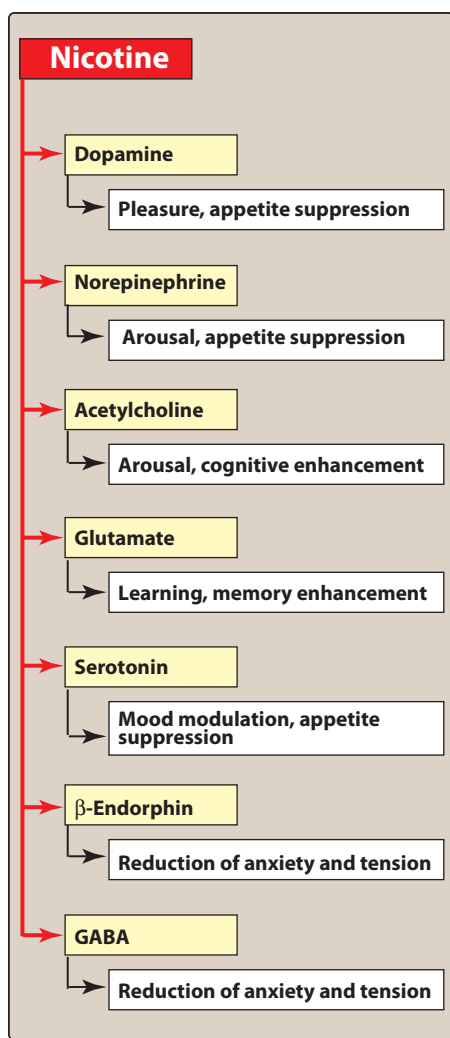 Nicotine
Dopamine
Pleasure, appetite suppression
Norepinephrine
Arousal, appetite suppression
Acetylcholine
Arousal, cognitive enhancement
Glutamate
Learning, memory enhancement
Serotonin
Mood modulation, appetite
suppression
β-Endorphin
Reduction of anxiety and tension
GABA
Reduction of anxiety and tension